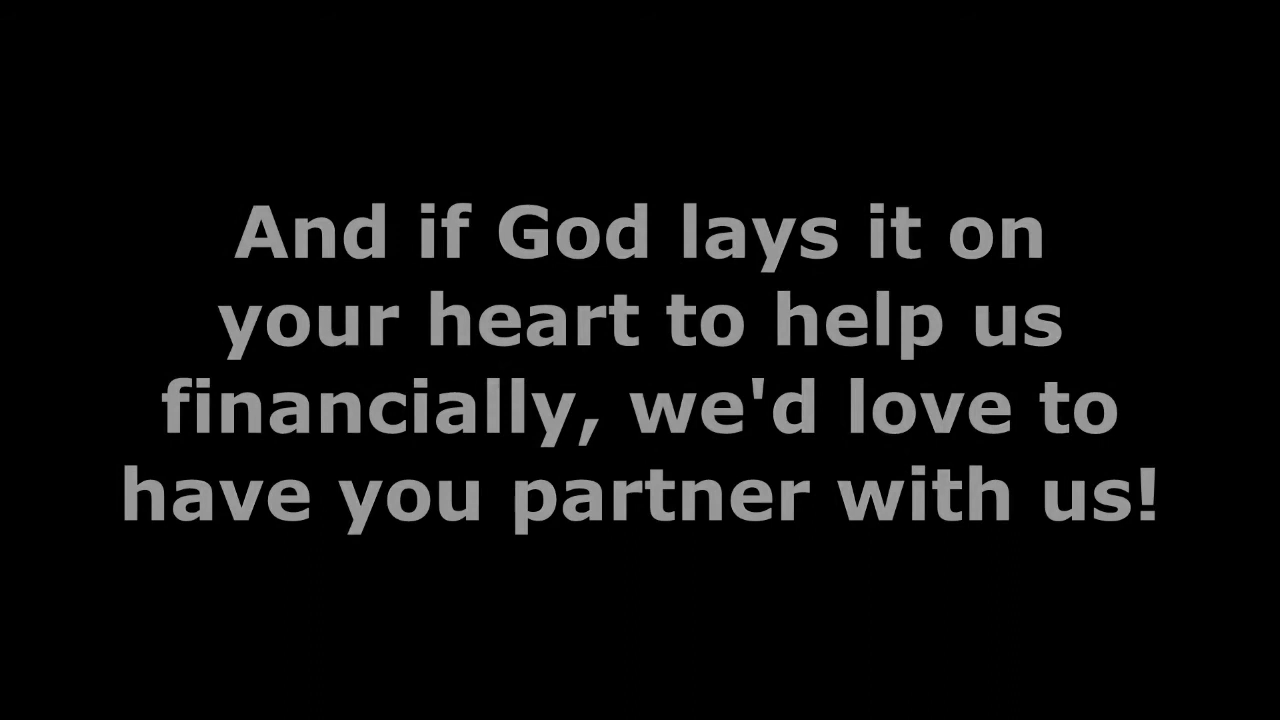 And if God lays it on
your heart to help us
financially, we'd love to
have you partner with us!